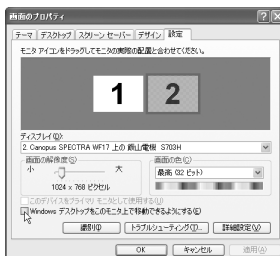 画面のプロパティ
テーマ デスクトップ スクリーン セーバー デザイン 設定
モニタ アイコンをドラッグしてモニタの実際の配置と合わせてください。
1 2
ディスプレイ(D):
2. Canopus SPECTRA WF17 上の 飯山電機 S703H
画面の解像度(S)
小 大
1024 x 768 ピクセル
画面の色(C)
最高 (32 ビット)
このデバイスをプライマリ モニタとして使用する(U)
Windows デスクトップをこのモニタ上で移動できるようにする(E)
識別(I) トラブルシューティング(T)... 詳細設定(V)
OK キャンセル 適用(A)